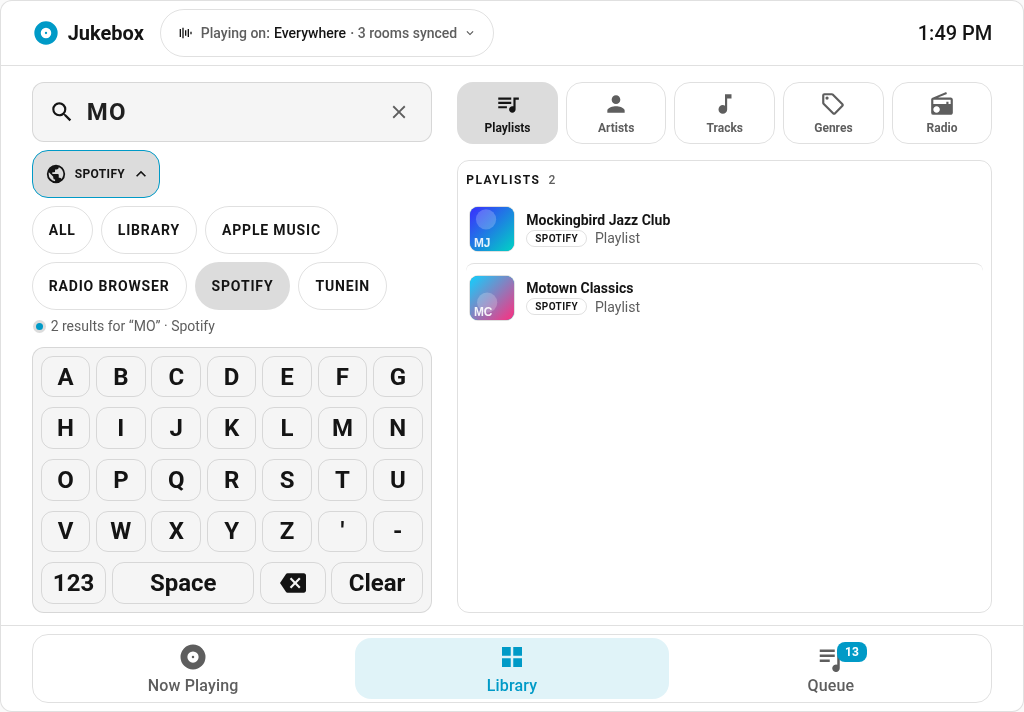 Jukebox
Playing on: Everywhere · 3 rooms synced
1:49 PM
MO
SPOTIFY
ALL
LIBRARY
APPLE MUSIC
RADIO BROWSER
SPOTIFY
TUNEIN
2 results for “MO” · Spotify
A B C D E F G
H I J K L M N
O P Q R S T U
V W X Y Z ' -
123 Space Clear
Playlists
Artists
Tracks
Genres
Radio
PLAYLISTS 2
MJ
Mockingbird Jazz Club
SPOTIFY Playlist
MC
Motown Classics
SPOTIFY Playlist
Now Playing
Library
13
Queue